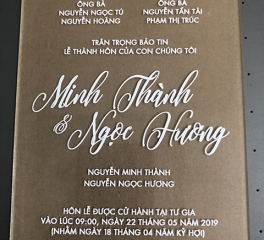 ÔNG BÀ
ÔNG BÀ
NGUYỄN NGỌC TÚ
NGUYỄN TẤN TÀI
NGUYỄN HOÀNG
PHẠM THỊ TRÚC
TRÂN TRỌNG BÁO TIN
LỄ THÀNH HÔN CỦA CON CHÚNG TÔI
Minh Thành
& Ngọc Hương
NGUYỄN MINH THÀNH
NGUYỄN NGỌC HƯƠNG
HÔN LỄ ĐƯỢC CỬ HÀNH TẠI TƯ GIA
VÀO LÚC 09:00, NGÀY 22 THÁNG 05 NĂM 2019
(NHẰM NGÀY 18 THÁNG 04 NĂM KỶ HỢI)